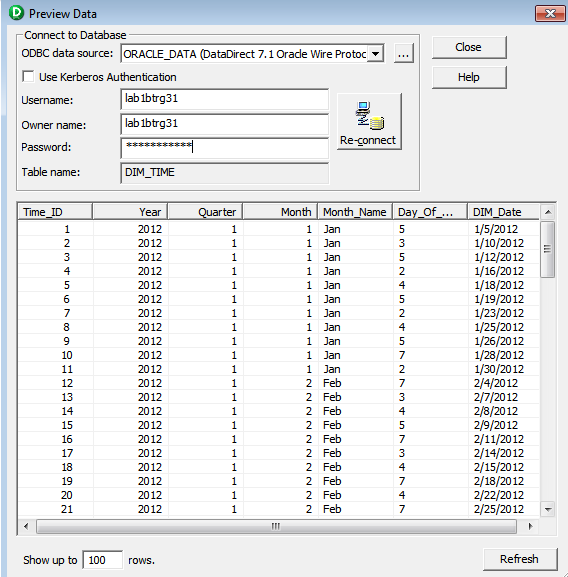 Preview Data
Connect to Database
ODBC data source: ORACLE_DATA (DataDirect 7.1 Oracle Wire Protoc ...
Close
Use Kerberos Authentication
Help
Username: lab1btrg31
Owner name: lab1btrg31
Password: ***********
Re-connect
Table name: DIM_TIME
Time_ID Year Quarter Month Month_Name Day_Of_... DIM_Date
1 2012 1 1 Jan 5 1/5/2012
2 2012 1 1 Jan 3 1/10/2012
3 2012 1 1 Jan 5 1/12/2012
4 2012 1 1 Jan 2 1/16/2012
5 2012 1 1 Jan 4 1/18/2012
6 2012 1 1 Jan 5 1/19/2012
7 2012 1 1 Jan 2 1/23/2012
8 2012 1 1 Jan 4 1/25/2012
9 2012 1 1 Jan 5 1/26/2012
10 2012 1 1 Jan 7 1/28/2012
11 2012 1 1 Jan 2 1/30/2012
12 2012 1 2 Feb 7 2/4/2012
13 2012 1 2 Feb 3 2/7/2012
14 2012 1 2 Feb 4 2/8/2012
15 2012 1 2 Feb 5 2/9/2012
16 2012 1 2 Feb 7 2/11/2012
17 2012 1 2 Feb 3 2/14/2012
18 2012 1 2 Feb 4 2/15/2012
19 2012 1 2 Feb 7 2/18/2012
20 2012 1 2 Feb 4 2/22/2012
21 2012 1 2 Feb 7 2/25/2012
Show up to 100 rows.
Refresh